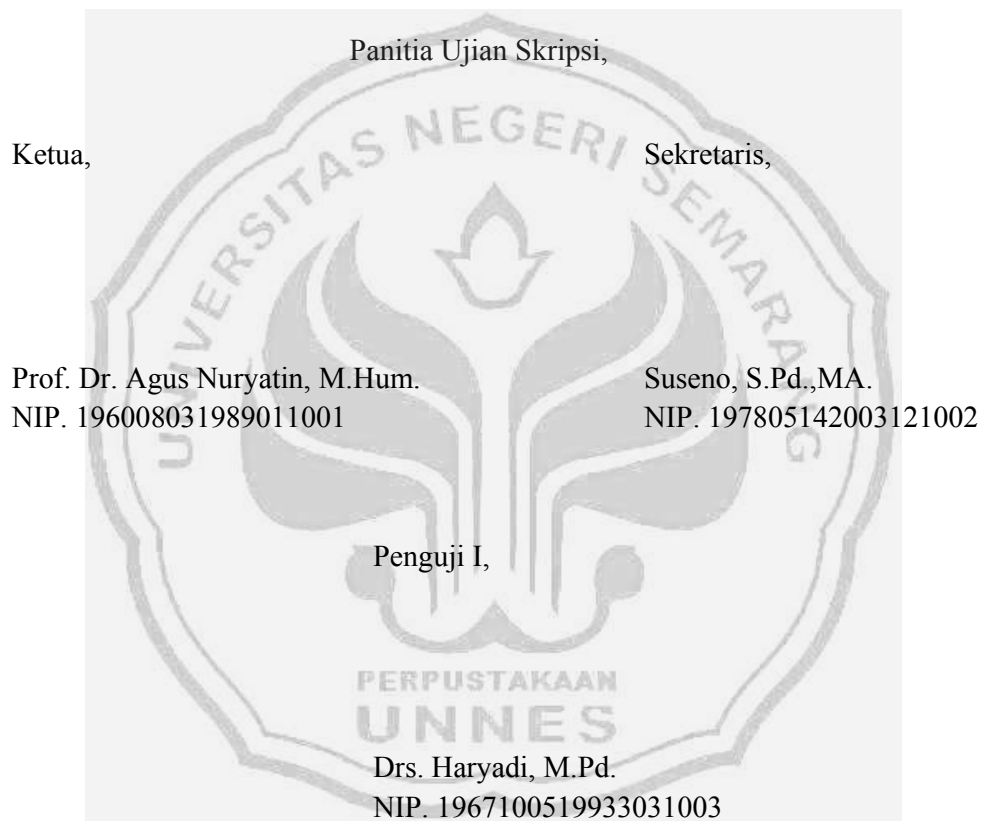 Panitia Ujian Skripsi,
Ketua,
Sekretaris,
UNIVERSITAS NEGERI SEMARANG
Prof. Dr. Agus Nuryatin, M.Hum.
NIP. 196008031989011001
Suseno, S.Pd.,MA.
NIP. 197805142003121002
Penguji I,
PERPUSTAKAAN
UNNES
Drs. Haryadi, M.Pd.
NIP. 1967100519933031003